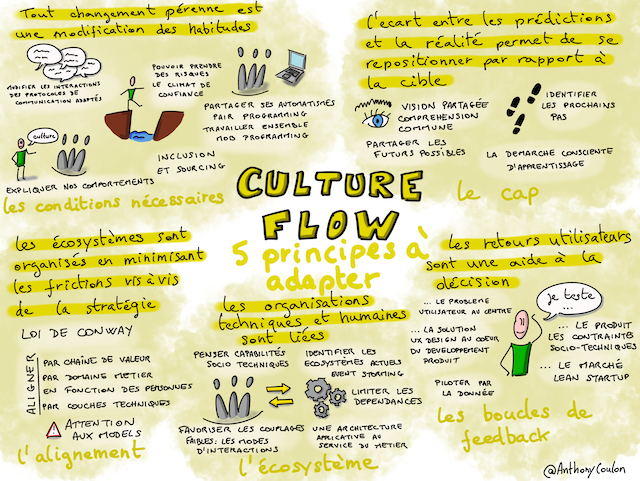 Tout changement pérenne est
une modification des habitudes
MODIFIER LES INTERACTIONS
DES PROTOCOLES DE
COMMUNICATION ADAPTÉS
POUVOIR PRENDRE
DES RISQUES
LE CLIMAT DE
CONFIANCE
PARTAGER SES AUTOMATISMES
PAIR PROGRAMMING
TRAVAILLER ENSEMBLE
MOB PROGRAMMING
culture
INCLUSION
ET SOURCING
EXPLIQUER NOS COMPORTEMENTS
les conditions nécessaires
L'écart entre les prédictions
et la réalité permet de se
repositionner par rapport à
la cible
VISION PARTAGÉE
COMPREHENSION
COMMUNE
IDENTIFIER
LES PROCHAINS
PAS
PARTAGER LES
FUTURS POSSIBLES
LA DEMARCHE CONSCIENTE
D'APPRENTISSAGE
le cap
CULTURE
FLOW
5 principes à
adapter
les écosystèmes sont
organisés en minimisant
les frictions vis à vis
de la stratégie
LOI DE CONWAY
ALIGNER
PAR CHAÎNE DE VALEUR
PAR DOMAINE METIER
EN FONCTION DES PERSONNES
PAR COUCHES TECHNIQUES
ATTENTION
AUX MODELS
l'alignement
les organisations
techniques et humaines
sont liées
PENSER CAPABILITÉS
SOCIO TECHNIQUES
IDENTIFIER LES
ECOSYSTÈMES ACTUELS
EVENT STORMING
LIMITER LES
DEPENDANCES
FAVORISER LES COUPLAGES
FAIBLES: LES MODES
D'INTERACTIONS
UNE ARCHITECTURE
APPLICATIVE AU
SERVICE DU METIER
l'écosystème
les retours utilisateurs
sont une aide à la
décision
... LE PROBLEME
UTILISATEUR AU CENTRE
... LA SOLUTION
UX DESIGN AU COEUR
DU DEVELOPPEMENT
PRODUIT
je teste ...
... LE PRODUIT
LES CONTRAINTES
SOCIO-TECHNIQUES
... LE MARCHÉ
LEAN STARTUP
PILOTER PAR
LA DONNÉE
les boucles de
feedback
@AnthonyCoulon